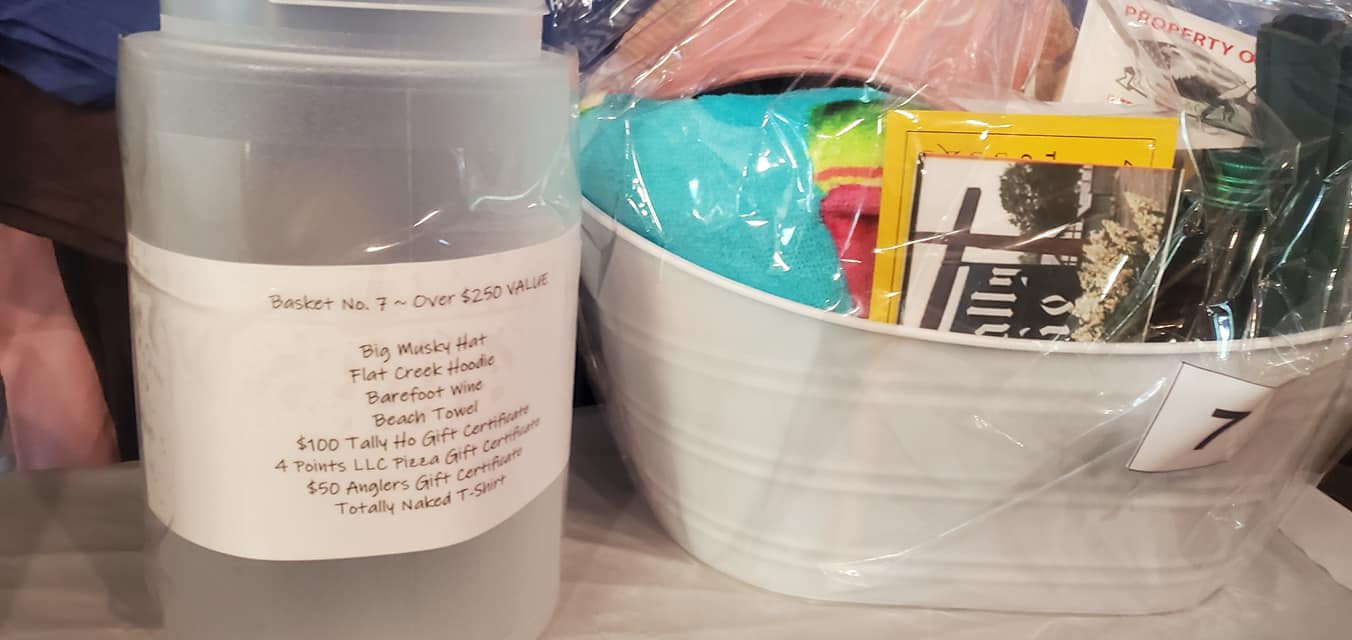 Basket No. 7 ~ Over $250 VALUE
Big Musky Hat
Flat Creek Hoodie
Barefoot Wine
Beach Towel
$100 Tally Ho Gift Certificate
4 Points LLC Pizza Gift Certificate
$50 Anglers Gift Certificate
Totally Naked T-Shirt
PROPERTY O
7